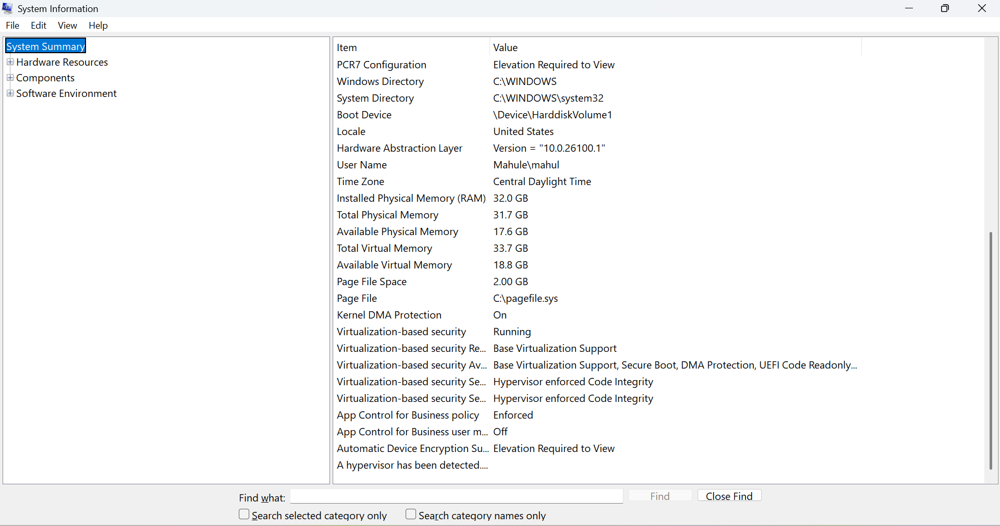 System Information
File Edit View Help
System Summary
Hardware Resources
Components
Software Environment
Item Value
PCR7 Configuration Elevation Required to View
Windows Directory C:\WINDOWS
System Directory C:\WINDOWS\system32
Boot Device \Device\HarddiskVolume1
Locale United States
Hardware Abstraction Layer Version = "10.0.26100.1"
User Name Mahule\mahul
Time Zone Central Daylight Time
Installed Physical Memory (RAM) 32.0 GB
Total Physical Memory 31.7 GB
Available Physical Memory 17.6 GB
Total Virtual Memory 33.7 GB
Available Virtual Memory 18.8 GB
Page File Space 2.00 GB
Page File C:\pagefile.sys
Kernel DMA Protection On
Virtualization-based security Running
Virtualization-based security Re... Base Virtualization Support
Virtualization-based security Av... Base Virtualization Support, Secure Boot, DMA Protection, UEFI Code Readonly...
Virtualization-based security Se... Hypervisor enforced Code Integrity
Virtualization-based security Se... Hypervisor enforced Code Integrity
App Control for Business policy Enforced
App Control for Business user m... Off
Automatic Device Encryption Su... Elevation Required to View
A hypervisor has been detected....
Find what: Find Close Find
Search selected category only Search category names only